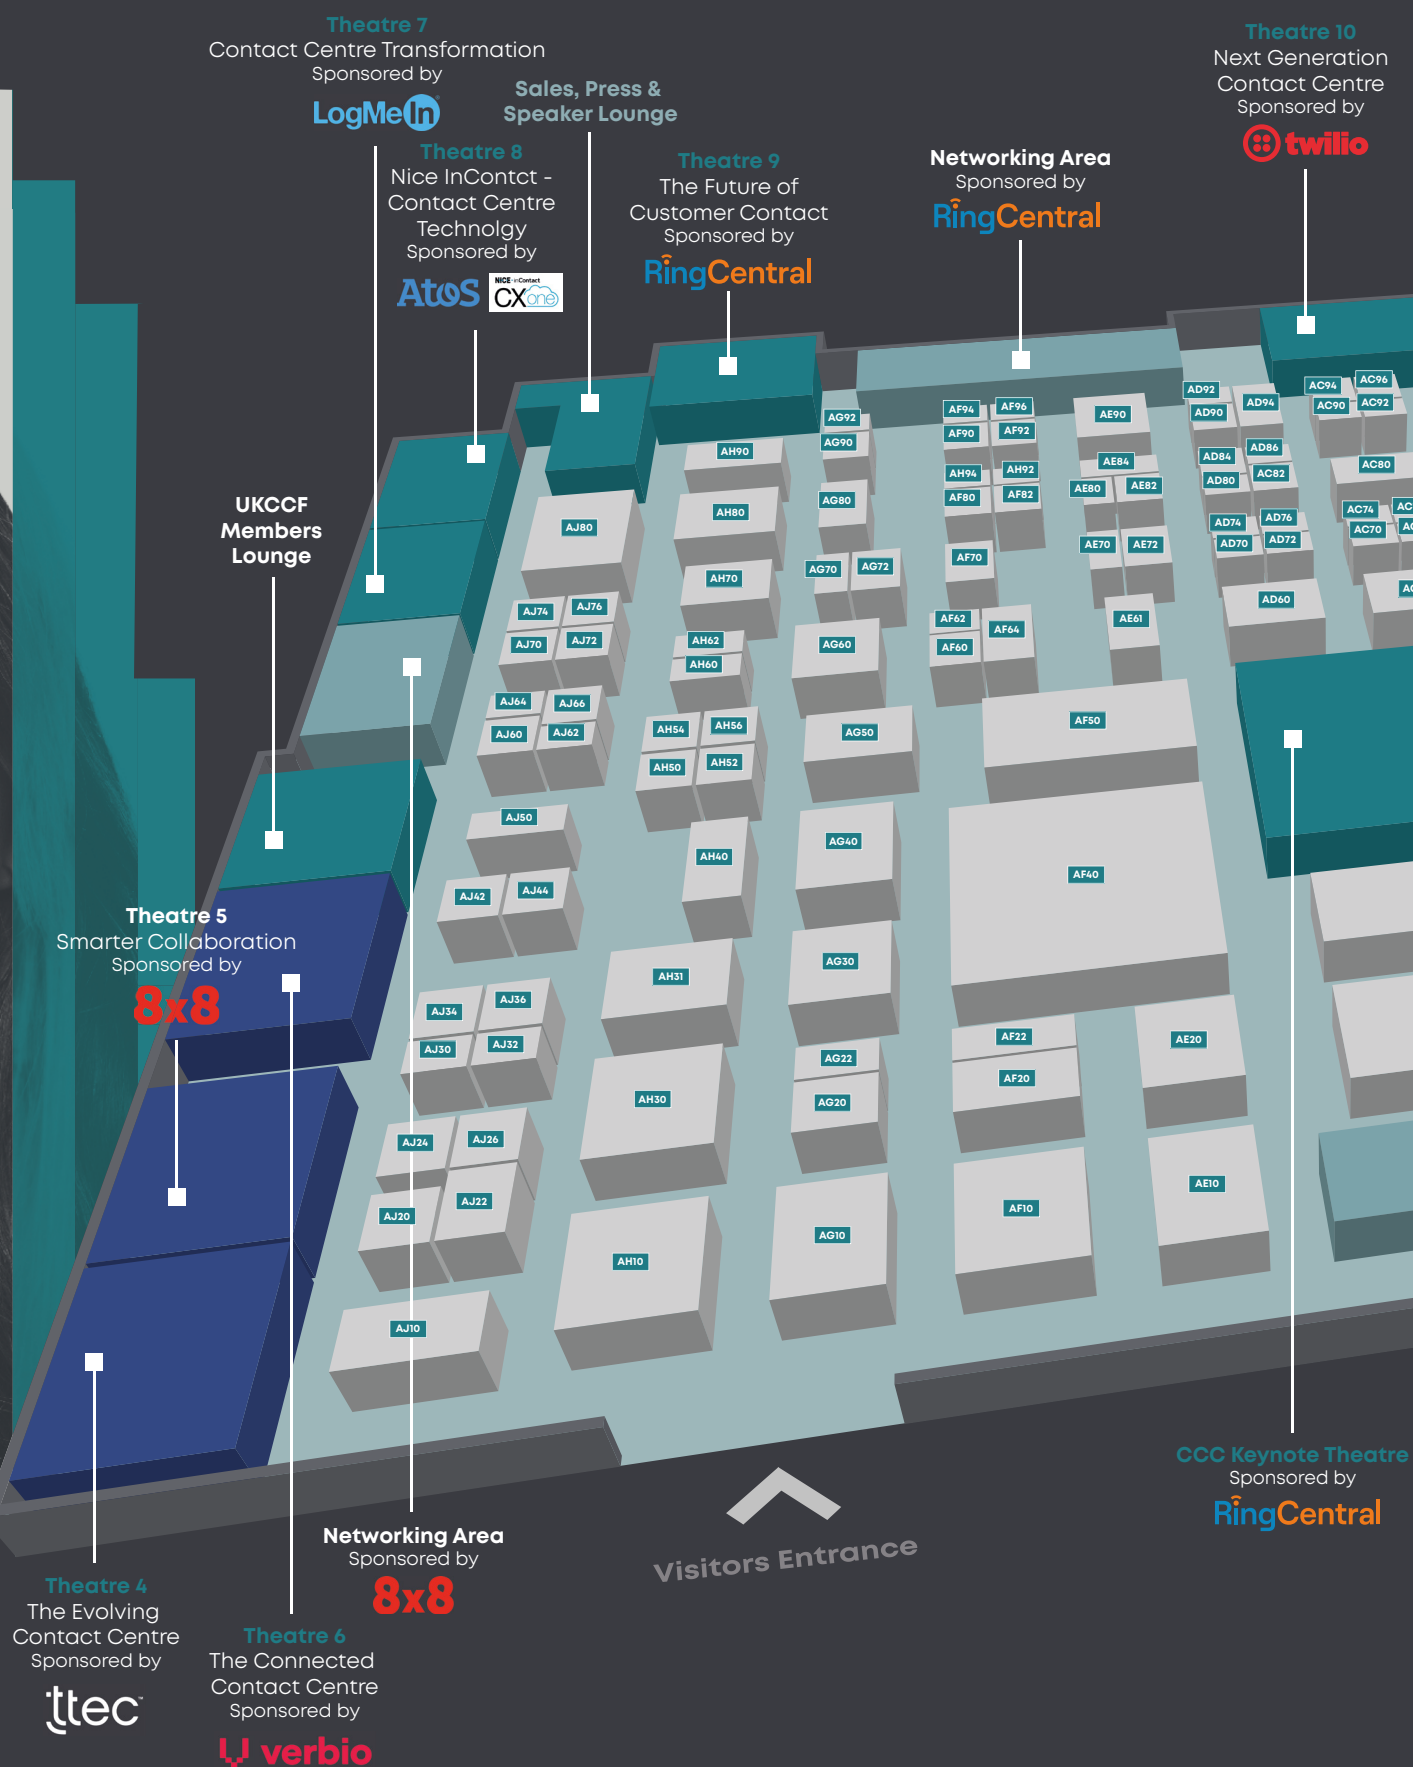 Theatre 7
Contact Centre Transformation
Sponsored by
LogMeIn
Sales, Press &
Speaker Lounge
Theatre 8
Nice InContct -
Contact Centre
Technolgy
Sponsored by
Atos
NICE inContact
CXone
Theatre 9
The Future of
Customer Contact
Sponsored by
RingCentral
Networking Area
Sponsored by
RingCentral
Theatre 10
Next Generation
Contact Centre
Sponsored by
twilio
UKCCF
Members
Lounge
AC96
AC94
AC92
AC90
AD92
AD94
AD90
AF96
AF94
AE90
AG92
AF92
AF90
AG90
AH90
AD86
AD84
AE84
AC80
AH92
AH94
AC82
AD80
AE82
AE80
AF82
AF80
AG80
AH80
AJ80
AC74
AC
AD76
AD74
AC70
AC
AD72
AD70
AE72
AE70
AF70
AG72
AG70
AH70
AC
AD60
AJ76
AJ74
AE61
AF62
AF64
AH62
AJ72
AJ70
AG60
AF60
AH60
AJ64
AJ66
AF50
AH56
AH54
AG50
AJ62
AJ60
AH52
AH50
AJ50
AG40
AH40
AF40
AJ44
AJ42
AG30
AH31
AJ36
AJ34
AF22
AE20
AJ32
AJ30
AG22
AF20
AH30
AG20
AJ26
AJ24
AE10
AJ22
AF10
AJ20
AG10
AH10
AJ10
Theatre 5
Smarter Collaboration
Sponsored by
8x8
Visitors Entrance
CCC Keynote Theatre
Sponsored by
RingCentral
Networking Area
Sponsored by
8x8
Theatre 4
The Evolving
Contact Centre
Sponsored by
ttec
Theatre 6
The Connected
Contact Centre
Sponsored by
verbio